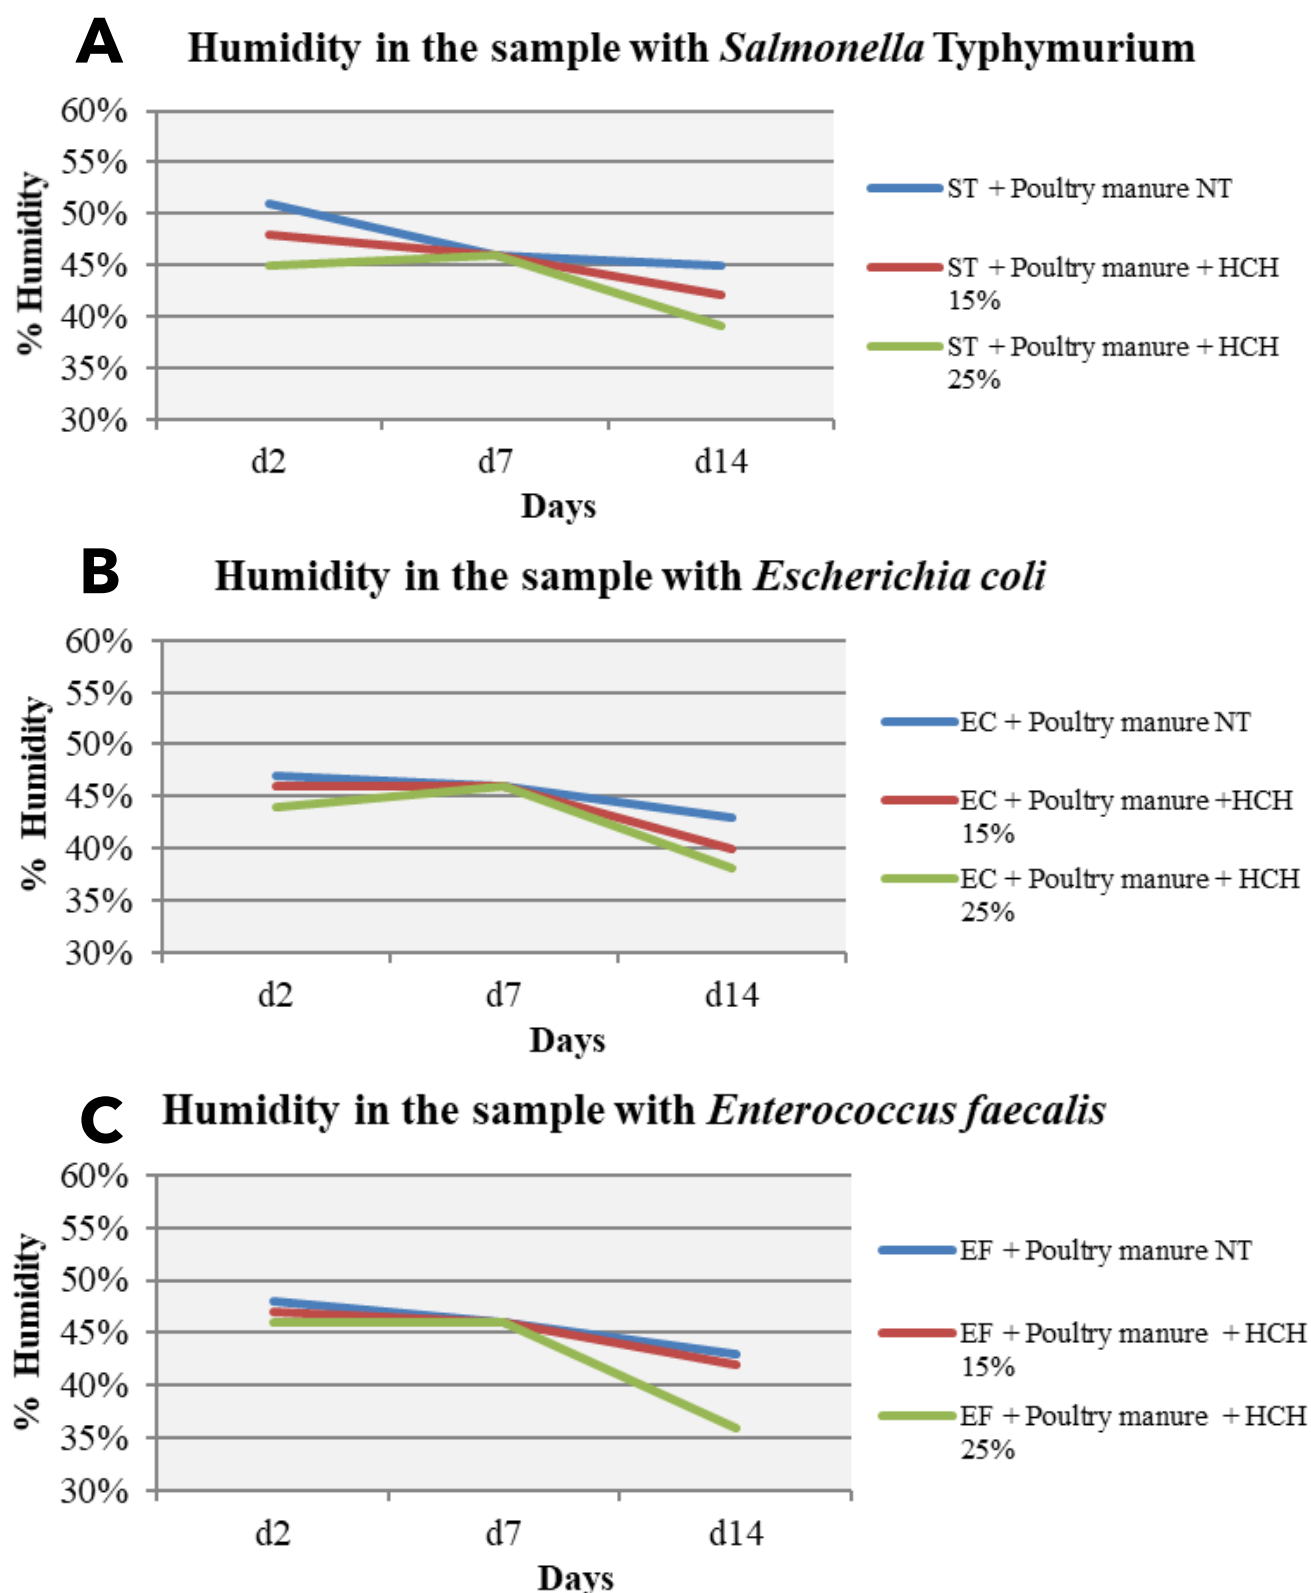 A
Humidity in the sample with Salmonella Typhymurium
60%
55%
50%
45%
40%
35%
30%
% Humidity
d2 d7 d14
Days
ST + Poultry manure NT
ST + Poultry manure + HCH
15%
ST + Poultry manure + HCH
25%
B
Humidity in the sample with Escherichia coli
60%
55%
50%
45%
40%
35%
30%
% Humidity
d2 d7 d14
Days
EC + Poultry manure NT
EC + Poultry manure +HCH
15%
EC + Poultry manure + HCH
25%
C
Humidity in the sample with Enterococcus faecalis
60%
55%
50%
45%
40%
35%
30%
% Humidity
d2 d7 d14
Days
EF + Poultry manure NT
EF + Poultry manure + HCH
15%
EF + Poultry manure + HCH
25%